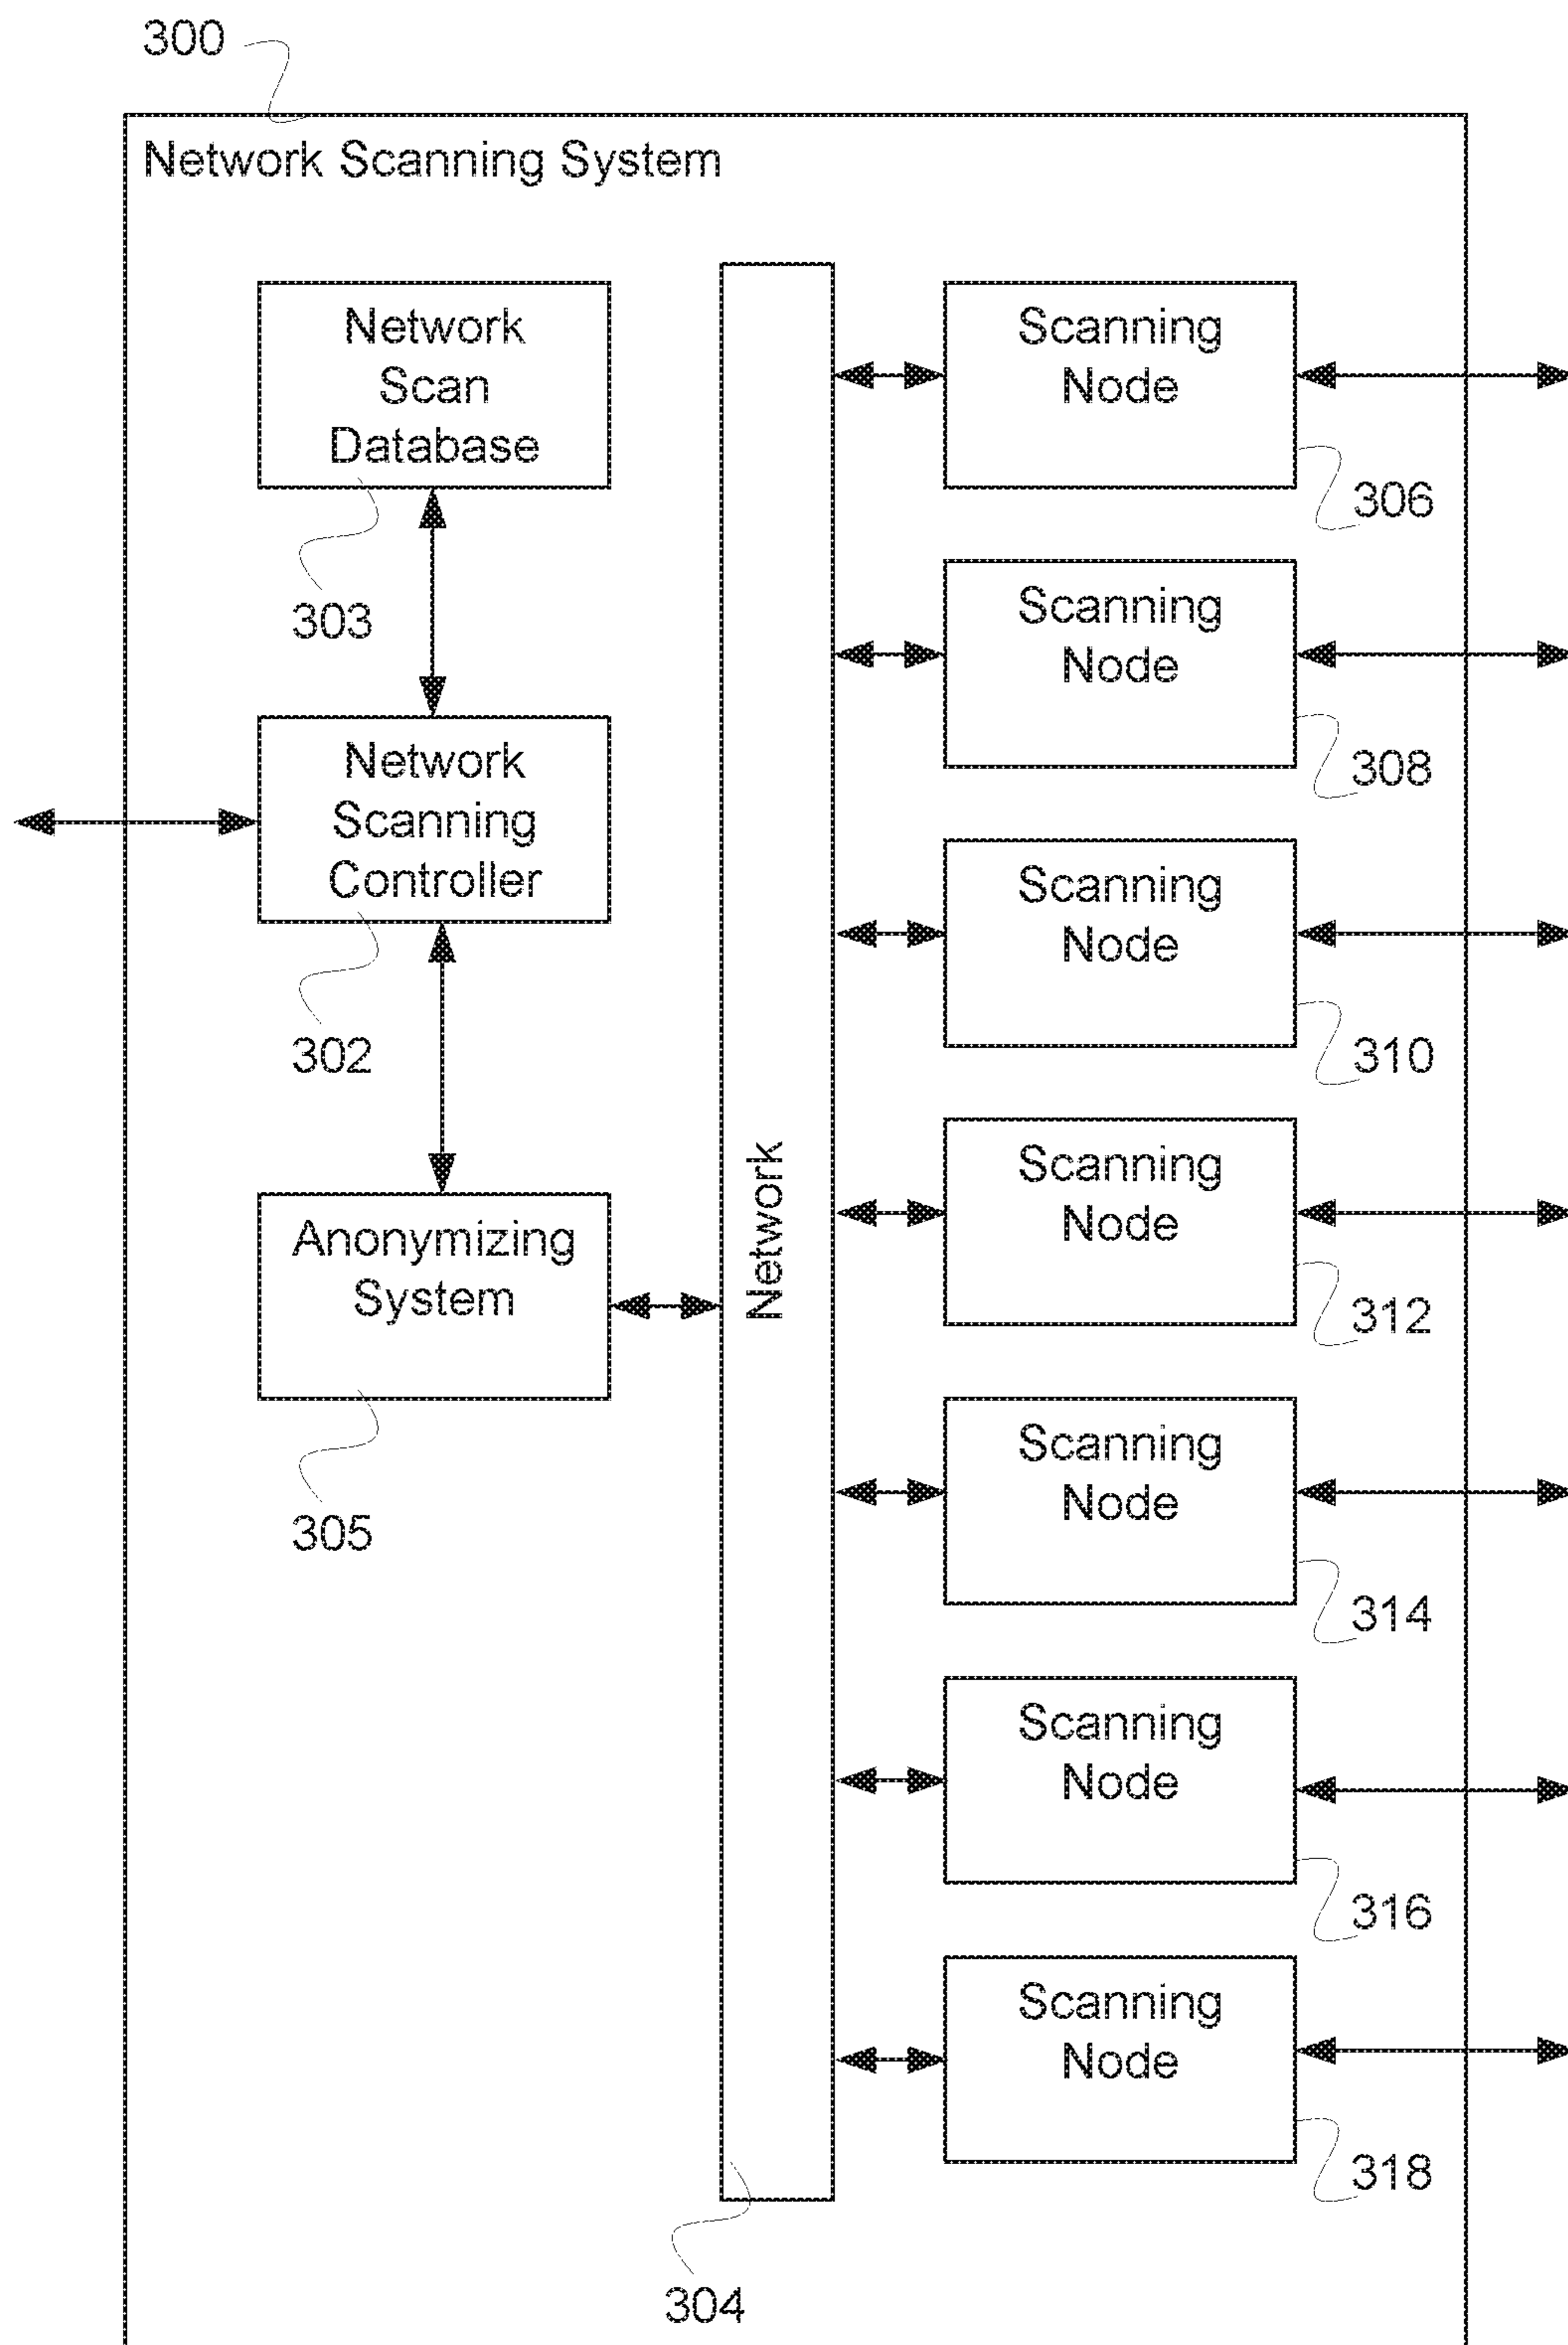 300
Network Scanning System
Network
Scan
Database
303
Network
Scanning
Controller
302
Anonymizing
System
305
Network
304
Scanning
Node
306
Scanning
Node
308
Scanning
Node
310
Scanning
Node
312
Scanning
Node
314
Scanning
Node
316
Scanning
Node
318